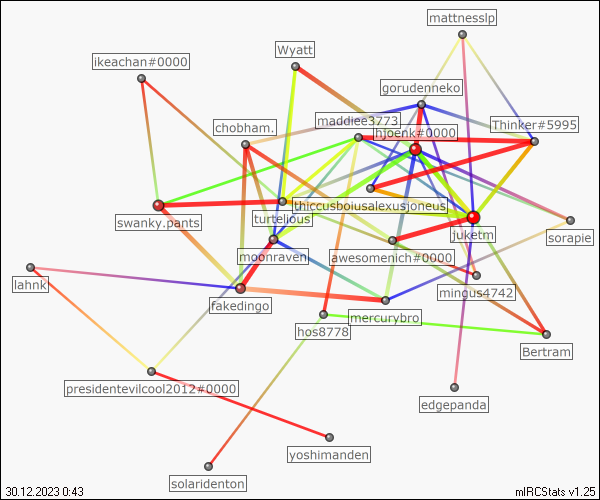 mattnesslp
Wyatt
ikeachan#0000
gorudenneko
maddiee3773
Thinker#5995
chobham.
hjoenk#0000
thiccusboiusalexusjoneus
swanky.pants
turtelious
sorapie
juketm
moonraven
awesomenich#0000
lahnk
mingus4742
fakedingo
mercurybro
hos8778
Bertram
presidentevilcool2012#0000
edgepanda
yoshimanden
solaridenton
30.12.2023 0:43
mIRCStats v1.25